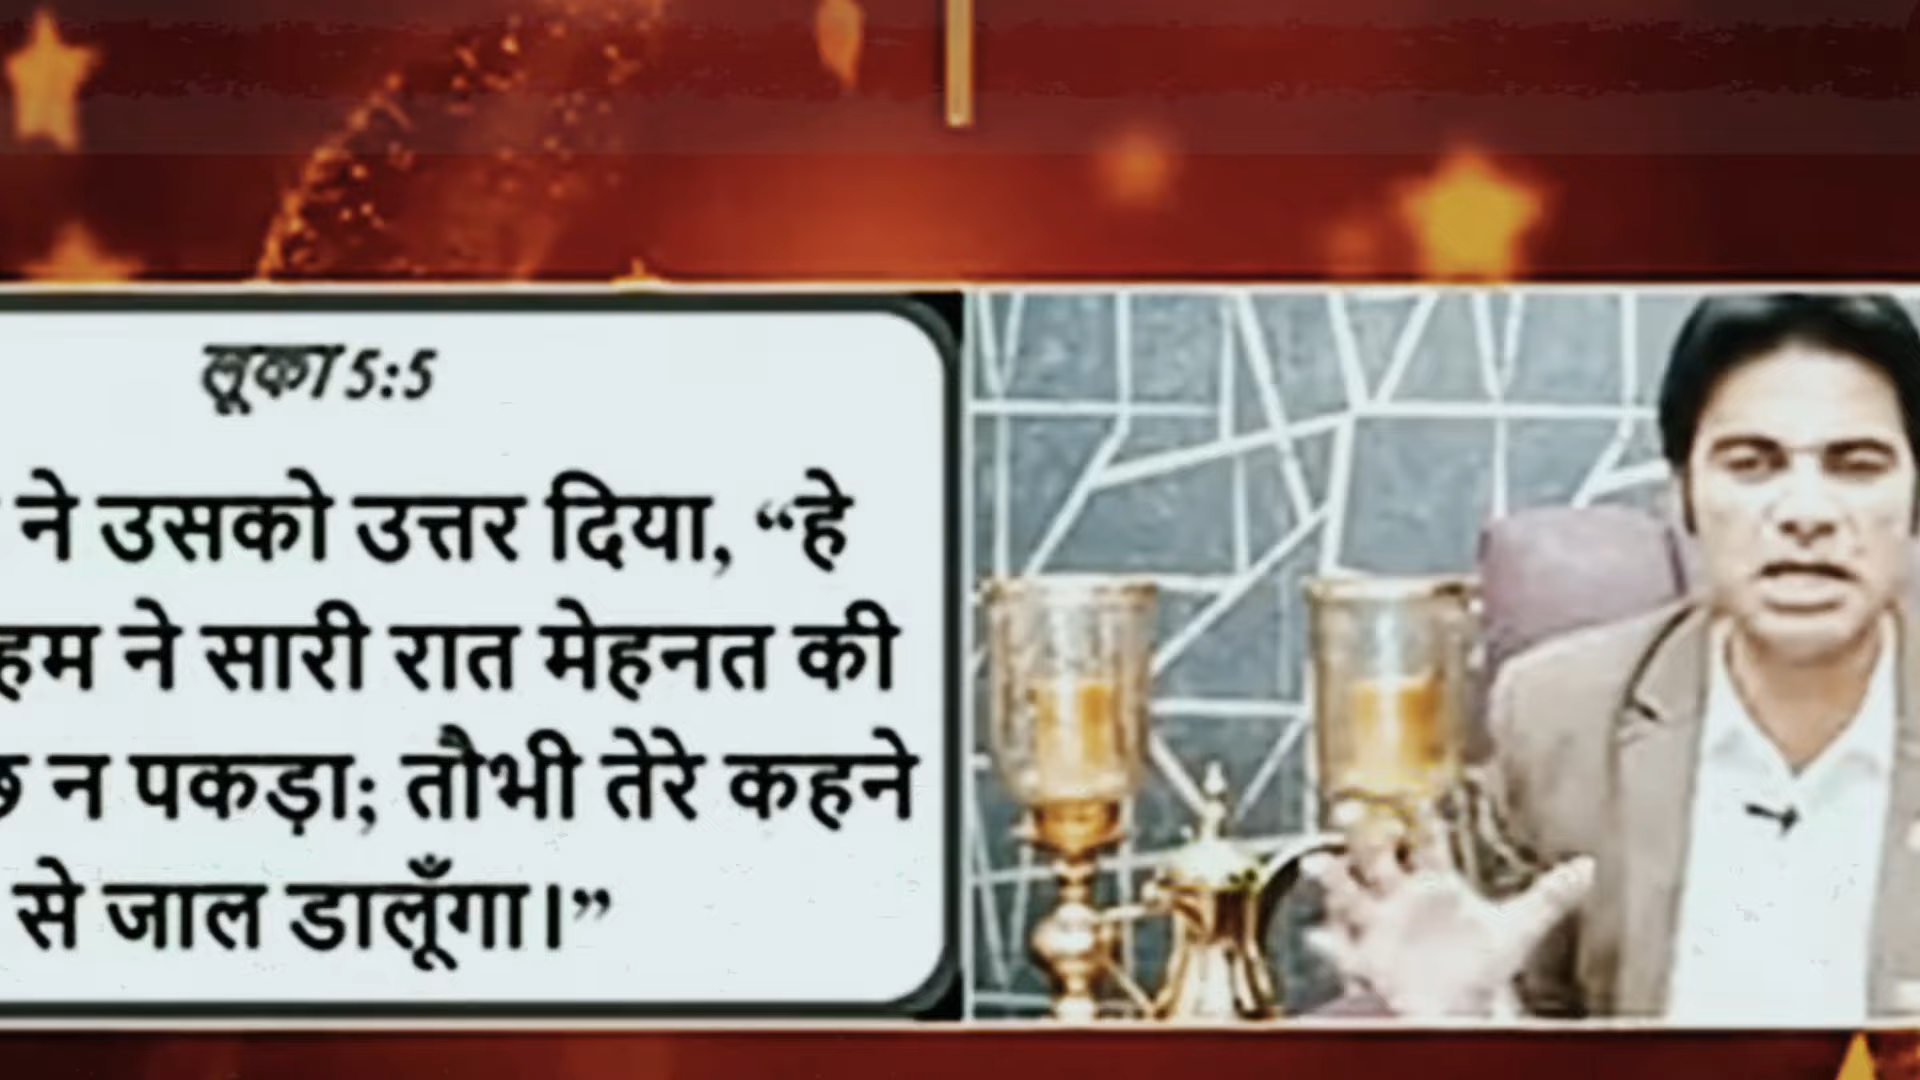 लूका 5:5
ने उसको उत्तर दिया, “हे
हम ने सारी रात मेहनत की
न पकड़ा; तौभी तेरे कहने
से जाल डालूँगा।”